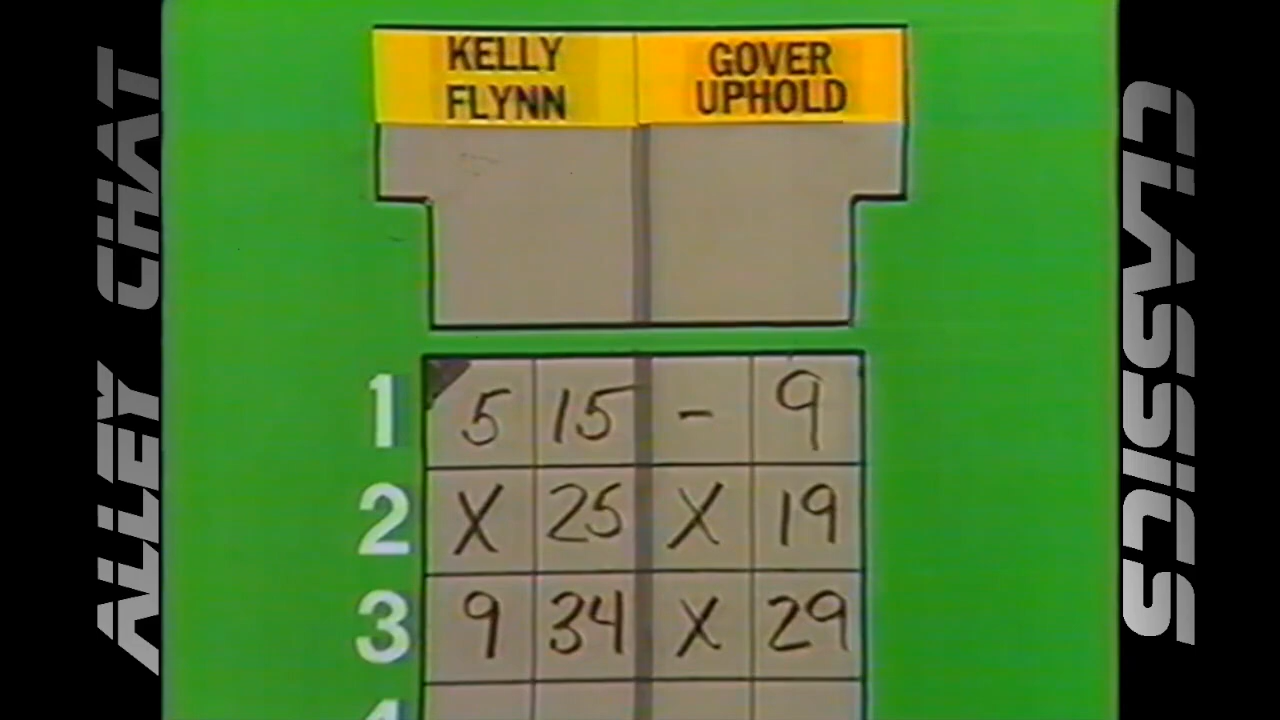 ALLEY CHAT
KELLY FLYNN
GOVER UPHOLD
1 5 15 - 9
2 X 25 X 19
3 9 34 X 29
CLASSICS